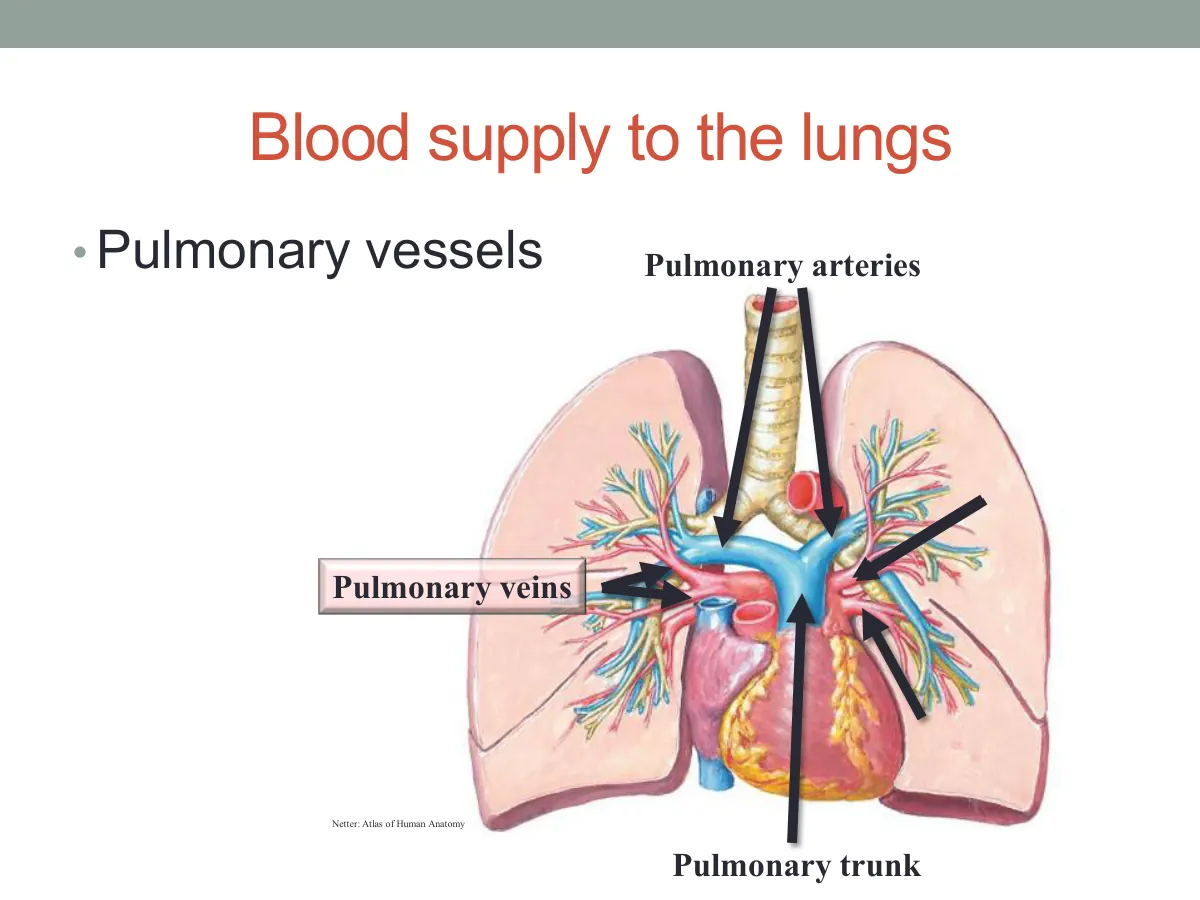 Blood supply to the lungs
• Pulmonary vessels
Pulmonary arteries
Pulmonary veins
Netter: Atlas of Human Anatomy
Pulmonary trunk